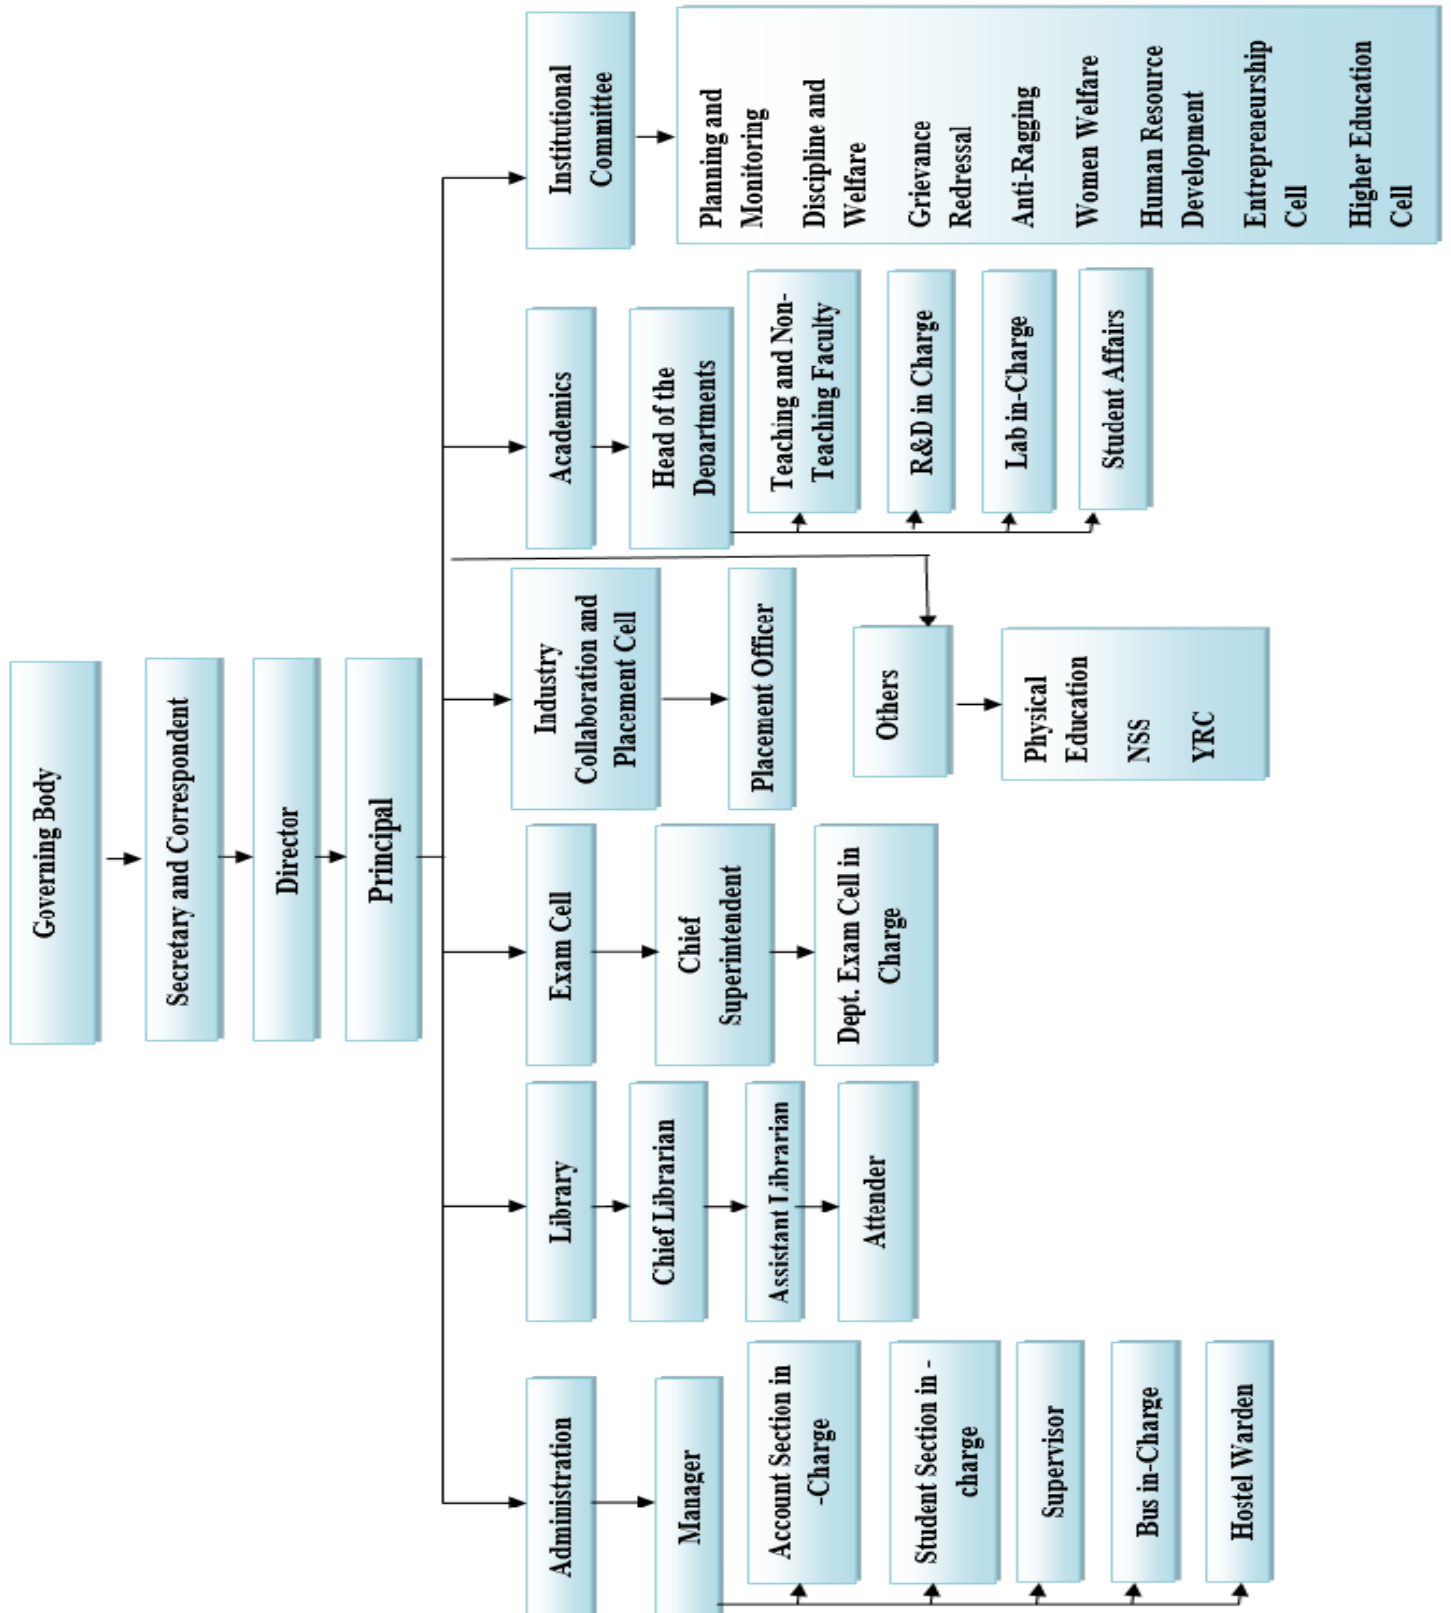 Governing Body
Secretary and Correspondent
Director
Principal
Administration
Manager
Account Section in
-Charge
Student Section in -
charge
Supervisor
Bus in-Charge
Hostel Warden
Library
Chief Librarian
Assistant Librarian
Attender
Exam Cell
Chief
Superintendent
Dept. Exam Cell in
Charge
Industry
Collaboration and
Placement Cell
Placement Officer
Others
Physical
Education
NSS
YRC
Academics
Head of the
Departments
Teaching and Non-
Teaching Faculty
R&D in Charge
Lab in-Charge
Student Affairs
Institutional
Committee
Planning and
Monitoring
Discipline and
Welfare
Grievance
Redressal
Anti-Ragging
Women Welfare
Human Resource
Development
Entrepreneurship
Cell
Higher Education
Cell